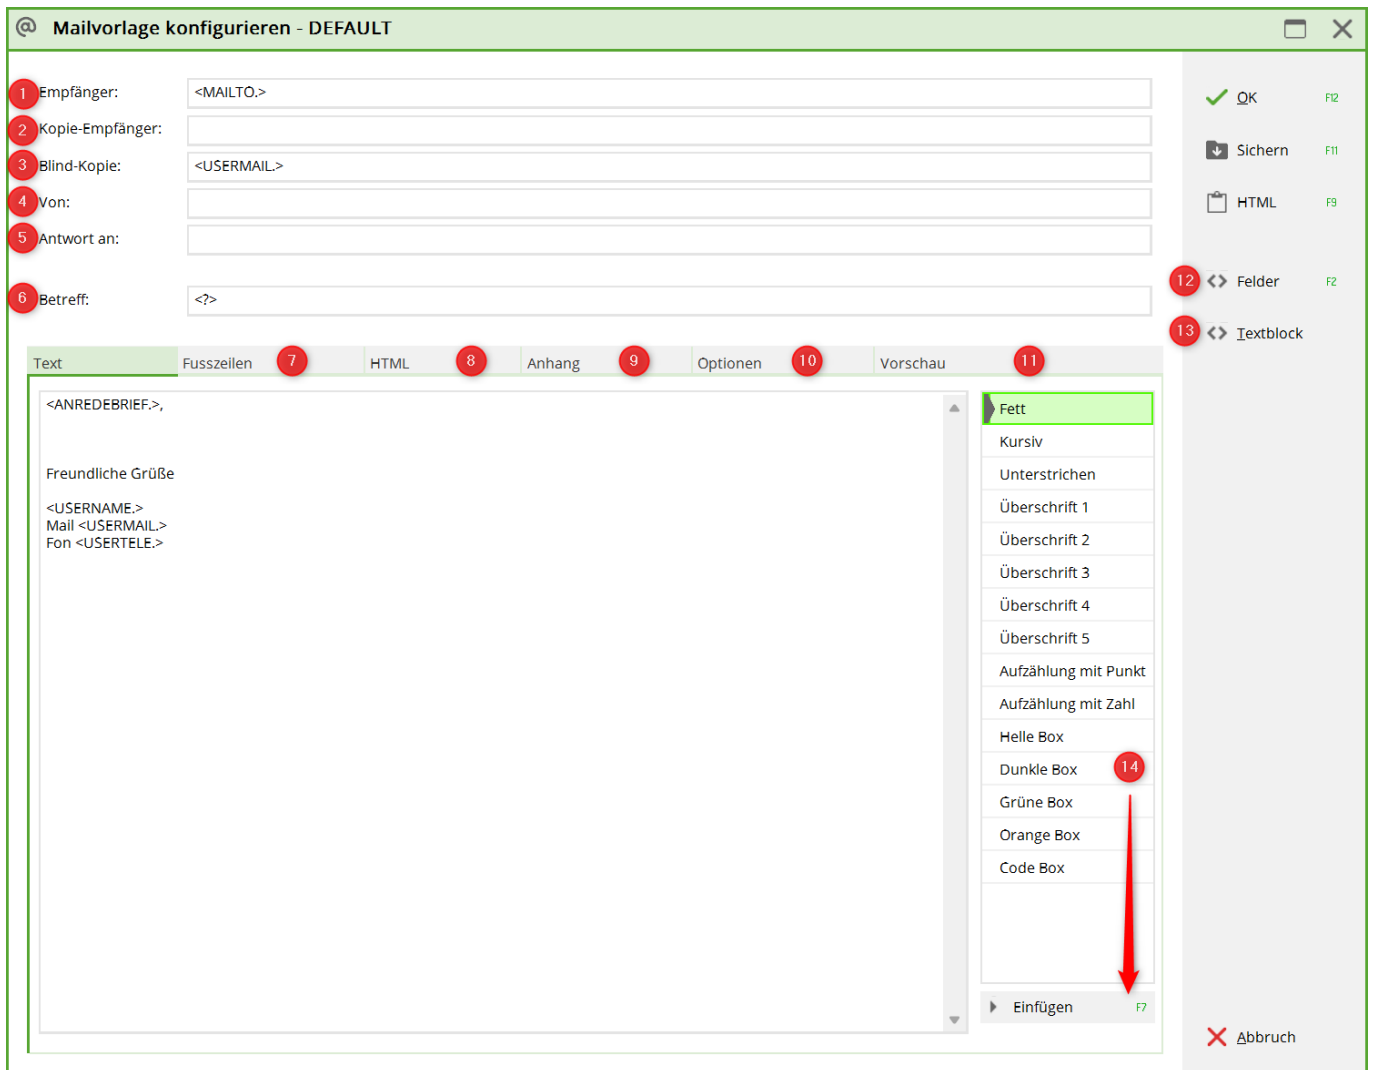 @ Mailvorlage konfigurieren - DEFAULT
1 Empfänger: <MAILTO.>
2 Kopie-Empfänger:
3 Blind-Kopie: <USERMAIL.>
4 Von:
5 Antwort an:
6 Betreff: <?>
OK F12
Sichern F11
HTML F9
12 <> Felder F2
13 <> Textblock
Text Fusszeilen 7 HTML 8 Anhang 9 Optionen 10 Vorschau 11
<ANREDEBRIEF.>,
Freundliche Grüße
<USERNAME.>
Mail <USERMAIL.>
Fon <USERTELE.>
Fett
Kursiv
Unterstrichen
Überschrift 1
Überschrift 2
Überschrift 3
Überschrift 4
Überschrift 5
Aufzählung mit Punkt
Aufzählung mit Zahl
Helle Box
Dunkle Box 14
Grüne Box
Orange Box
Code Box
Einfügen F7
Abbruch